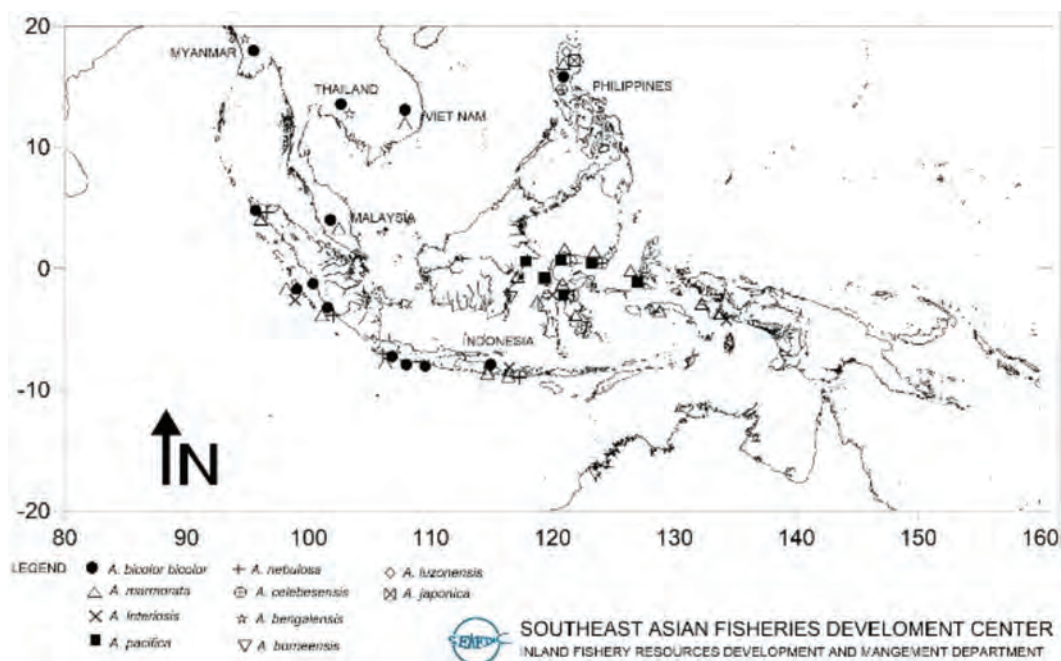 20
MYANMAR
THAILAND
VIET NAM
PHILIPPINES
10
MALAYSIA
0
INDONESIA
-10
N
-20
80 90 100 110 120 130 140 150 160
LEGEND
A. bicolor bicolor
A. marmorata
A. Interiosis
A. pacifica
A. nebulosa
A. celebesensis
A. bengalensis
A. borneensis
A. luzonensis
A. japonica
SEAFDEC
SOUTHEAST ASIAN FISHERIES DEVELOMENT CENTER
INLAND FISHERY RESOURCES DEVELOPMENT AND MANGEMENT DEPARTMENT